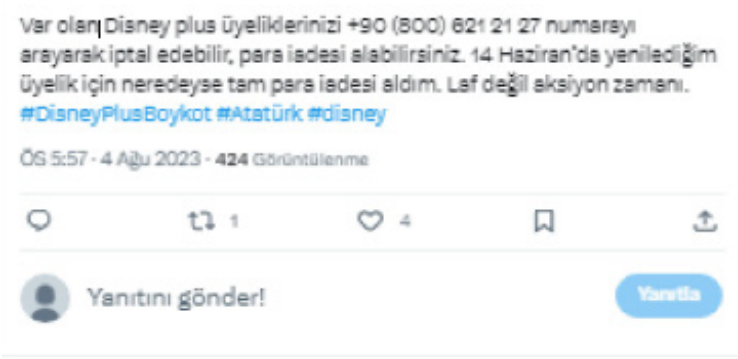 Var olan Disney plus üyeliklerinizi +90 (800) 621 21 27 numarayı
arayarak iptal edebilir, para iadesi alabilirsiniz. 14 Haziran'da yenilediğim
üyelik için neredeyse tam para iadesi aldım. Laf değil aksiyon zamanı.
#DisneyPlusBoykot #Atatürk #disney
ÖS 5:57 · 4 Ağu 2023 · 424 Görüntülenme
1 4
Yanıtını gönder!
Yanıtla